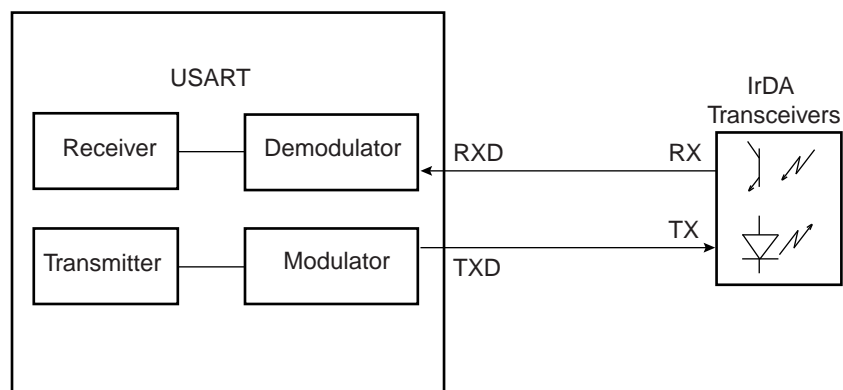 USART
IrDA
Transceivers
Receiver
Demodulator
RXD
RX
Transmitter
Modulator
TXD
TX